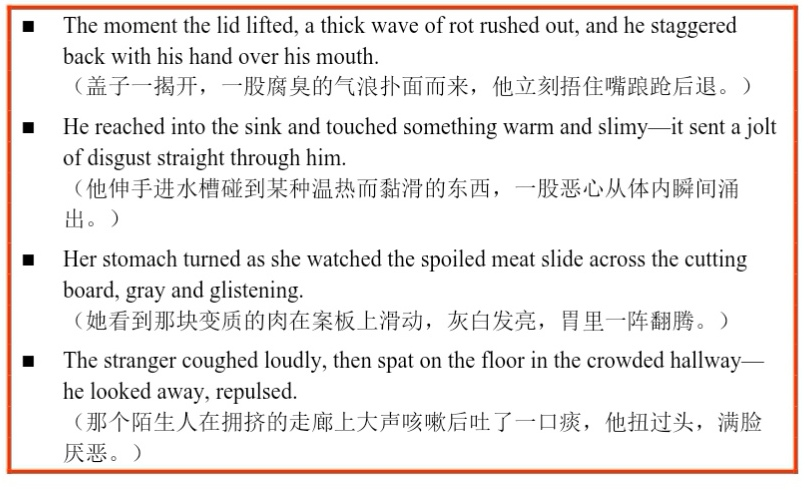 ■ The moment the lid lifted, a thick wave of rot rushed out, and he staggered
back with his hand over his mouth.
（盖子一揭开，一股腐臭的气浪扑面而来，他立刻捂住嘴踉跄后退。）
■ He reached into the sink and touched something warm and slimy—it sent a jolt
of disgust straight through him.
（他伸手进水槽碰到某种温热而黏滑的东西，一股恶心从体内瞬间涌
出。）
■ Her stomach turned as she watched the spoiled meat slide across the cutting
board, gray and glistening.
（她看到那块变质的肉在案板上滑动，灰白发亮，胃里一阵翻腾。）
■ The stranger coughed loudly, then spat on the floor in the crowded hallway—
he looked away, repulsed.
（那个陌生人在拥挤的走廊上大声咳嗽后吐了一口痰，他扭过头，满脸
厌恶。）